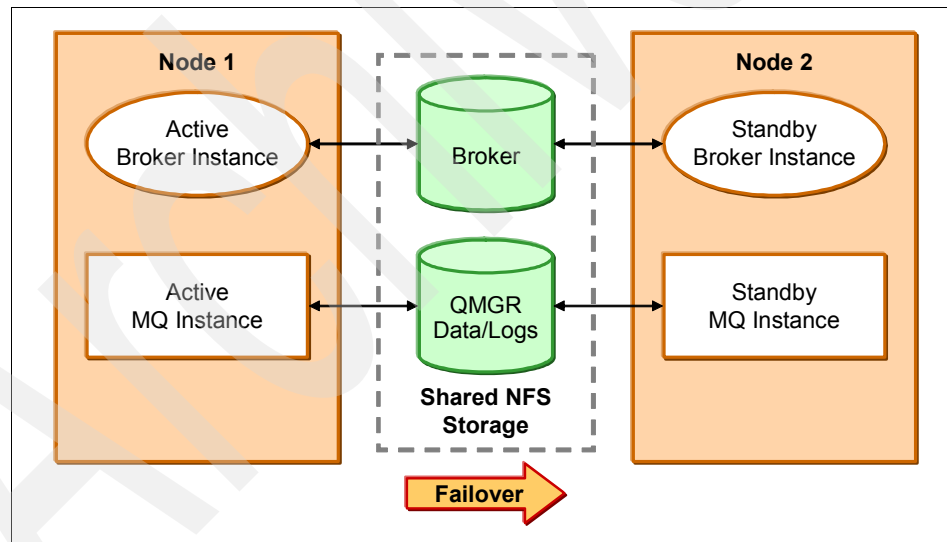 Node 1
Active
Broker Instance
Active
MQ Instance
Broker
QMGR
Data/Logs
Shared NFS
Storage
Node 2
Standby
Broker Instance
Standby
MQ Instance
Failover